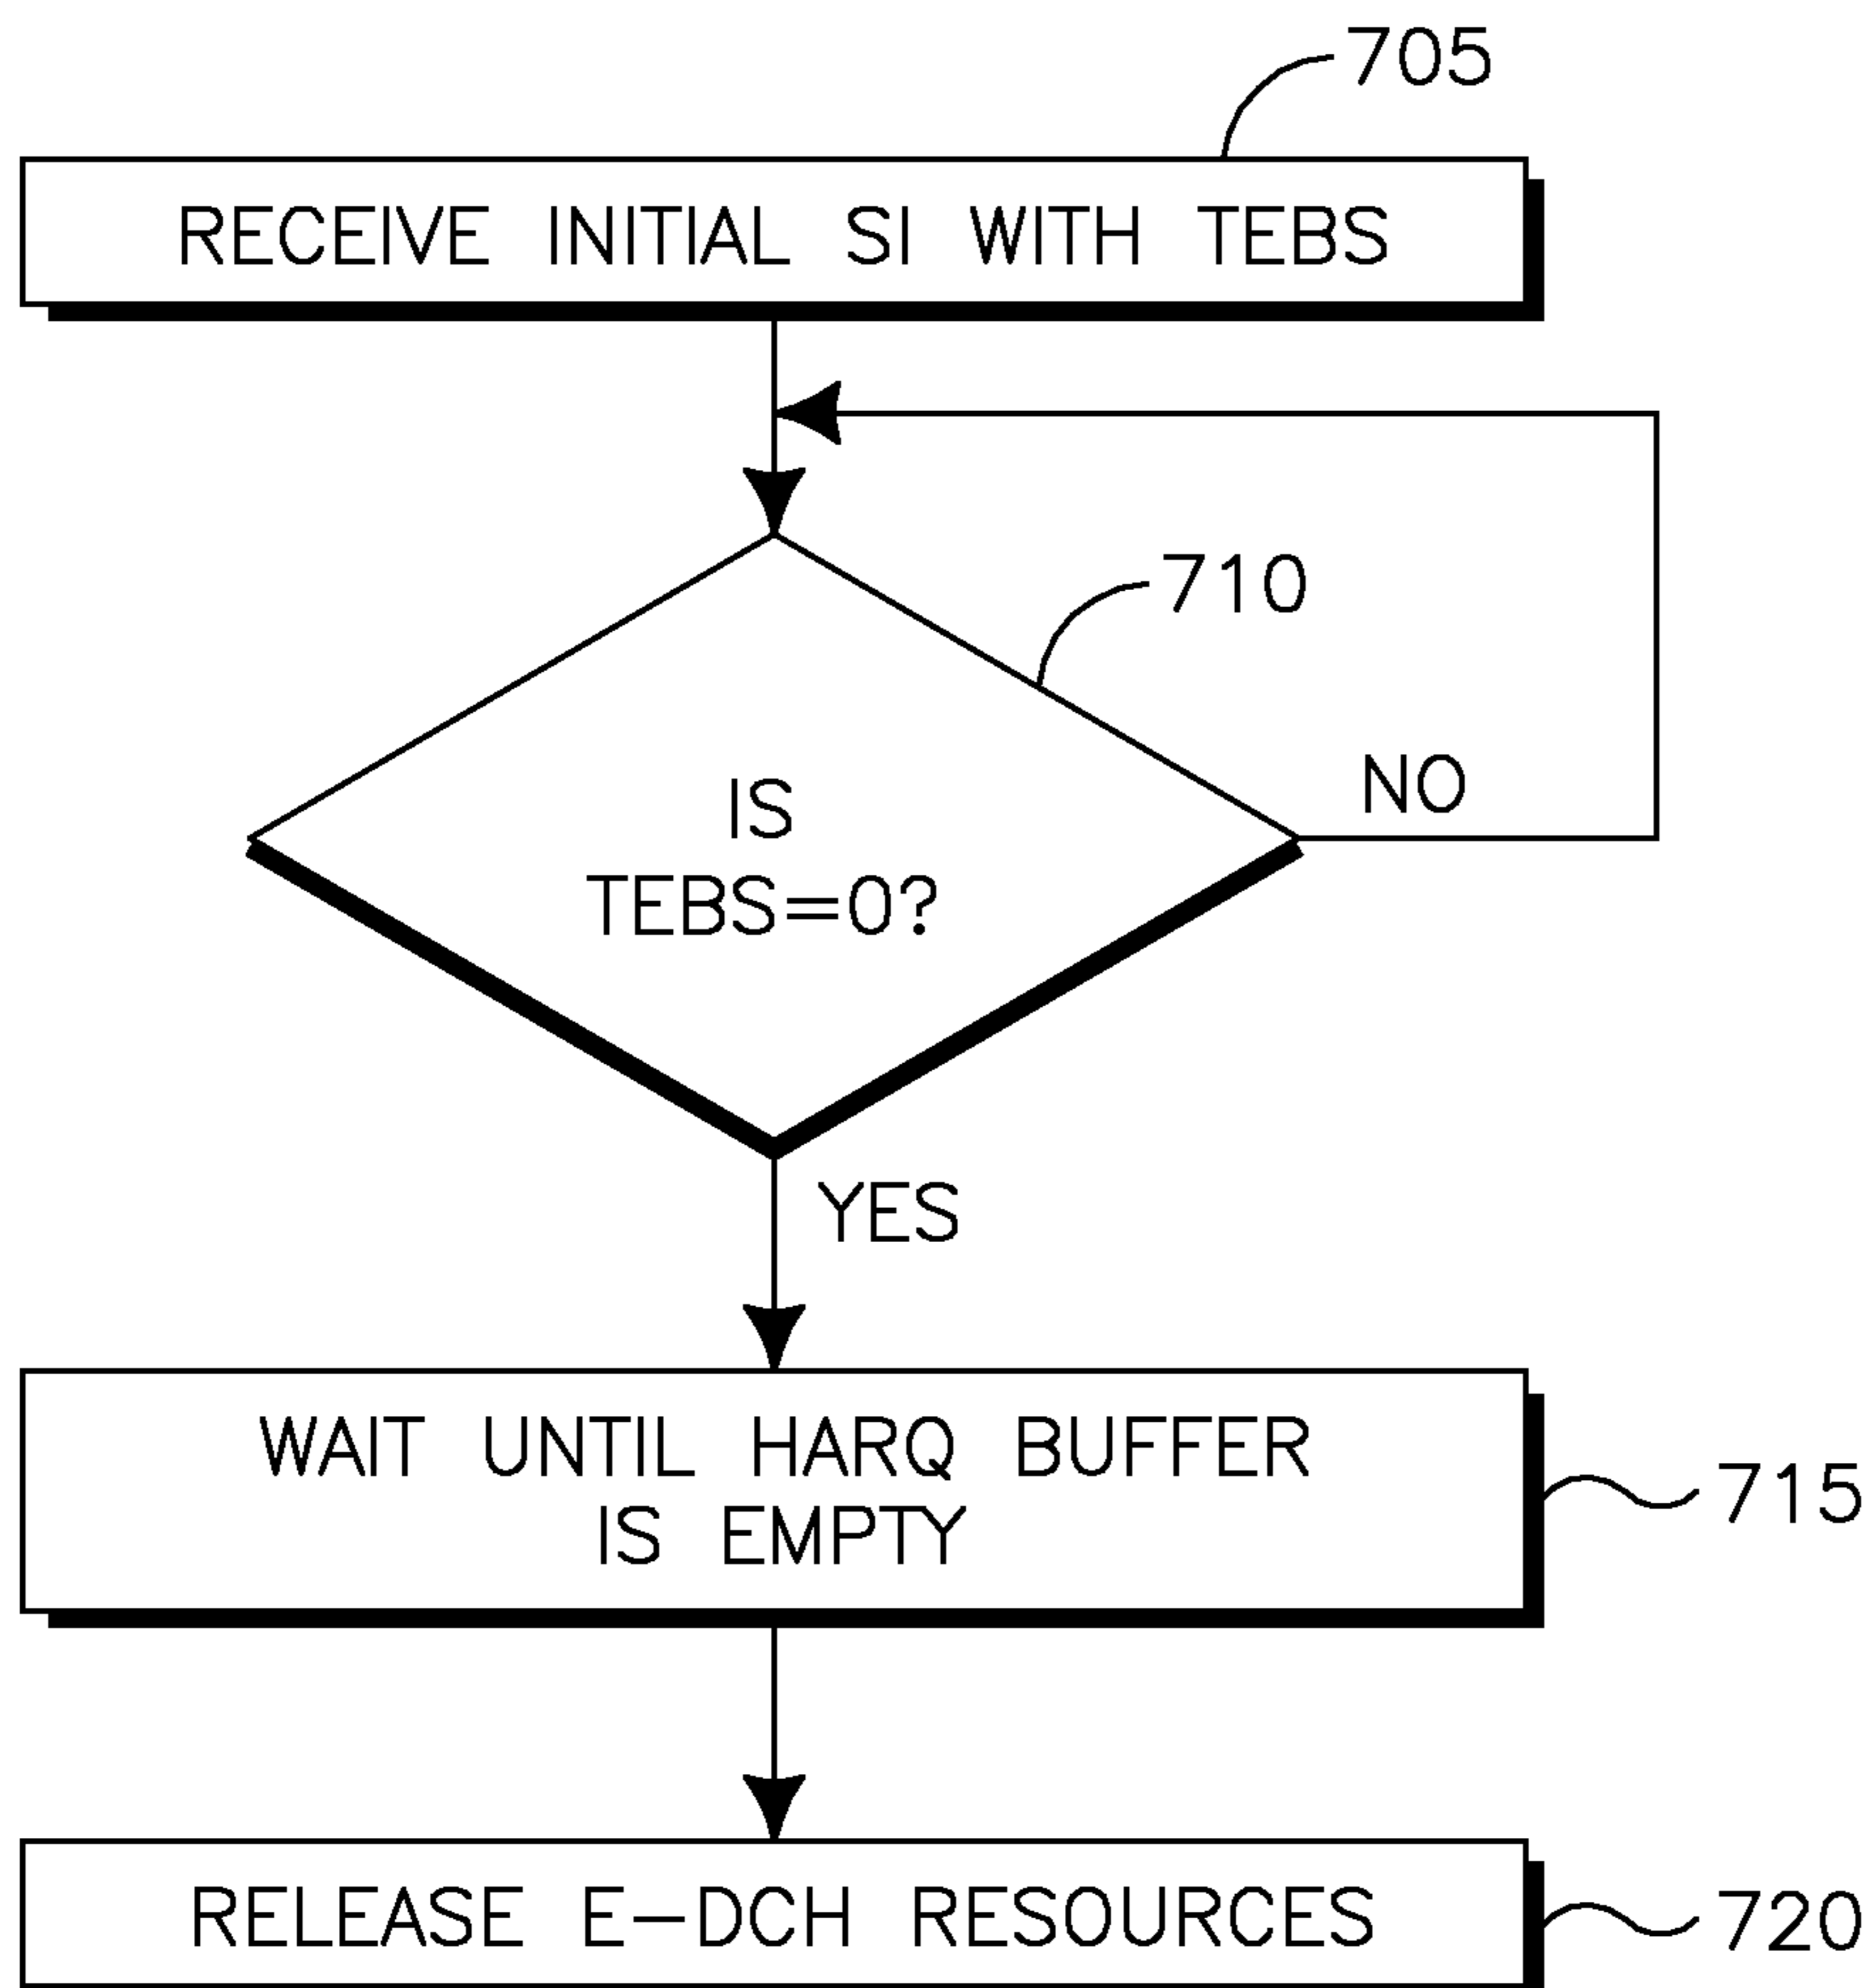 705
RECEIVE INITIAL SI WITH TEBS
710
NO
IS
TEBS=0?
YES
WAIT UNTIL HARQ BUFFER
IS EMPTY
715
RELEASE E-DCH RESOURCES
720